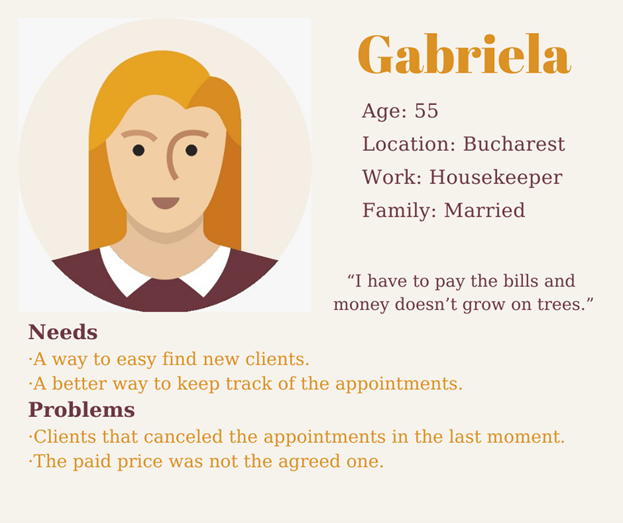 Gabriela
Age: 55
Location: Bucharest
Work: Housekeeper
Family: Married
“I have to pay the bills and
money doesn’t grow on trees.”
Needs
·A way to easy find new clients.
·A better way to keep track of the appointments.
Problems
·Clients that canceled the appointments in the last moment.
·The paid price was not the agreed one.